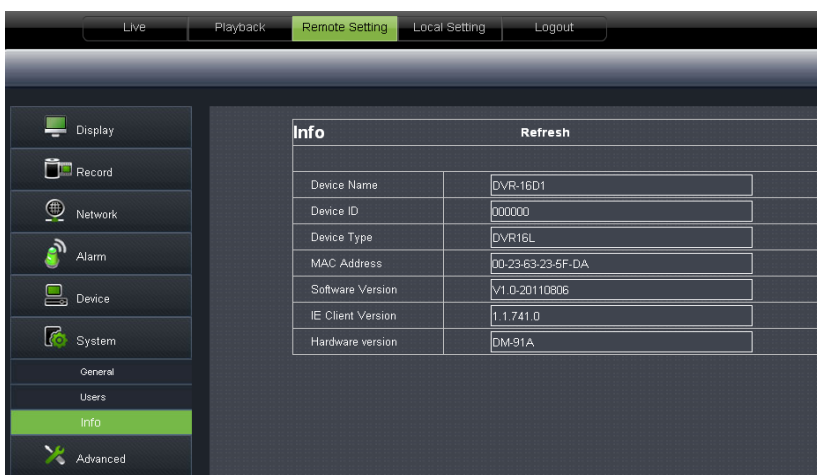 Live Playback Remote Setting Local Setting Logout
Display
Record
Network
Alarm
Device
System
General
Users
Info
Advanced
Info Refresh
Device Name DVR-16D1
Device ID 000000
Device Type DVR16L
MAC Address 00-23-63-23-5F-DA
Software Version V1.0-20110806
IE Client Version 1.1.741.0
Hardware version DM-91A